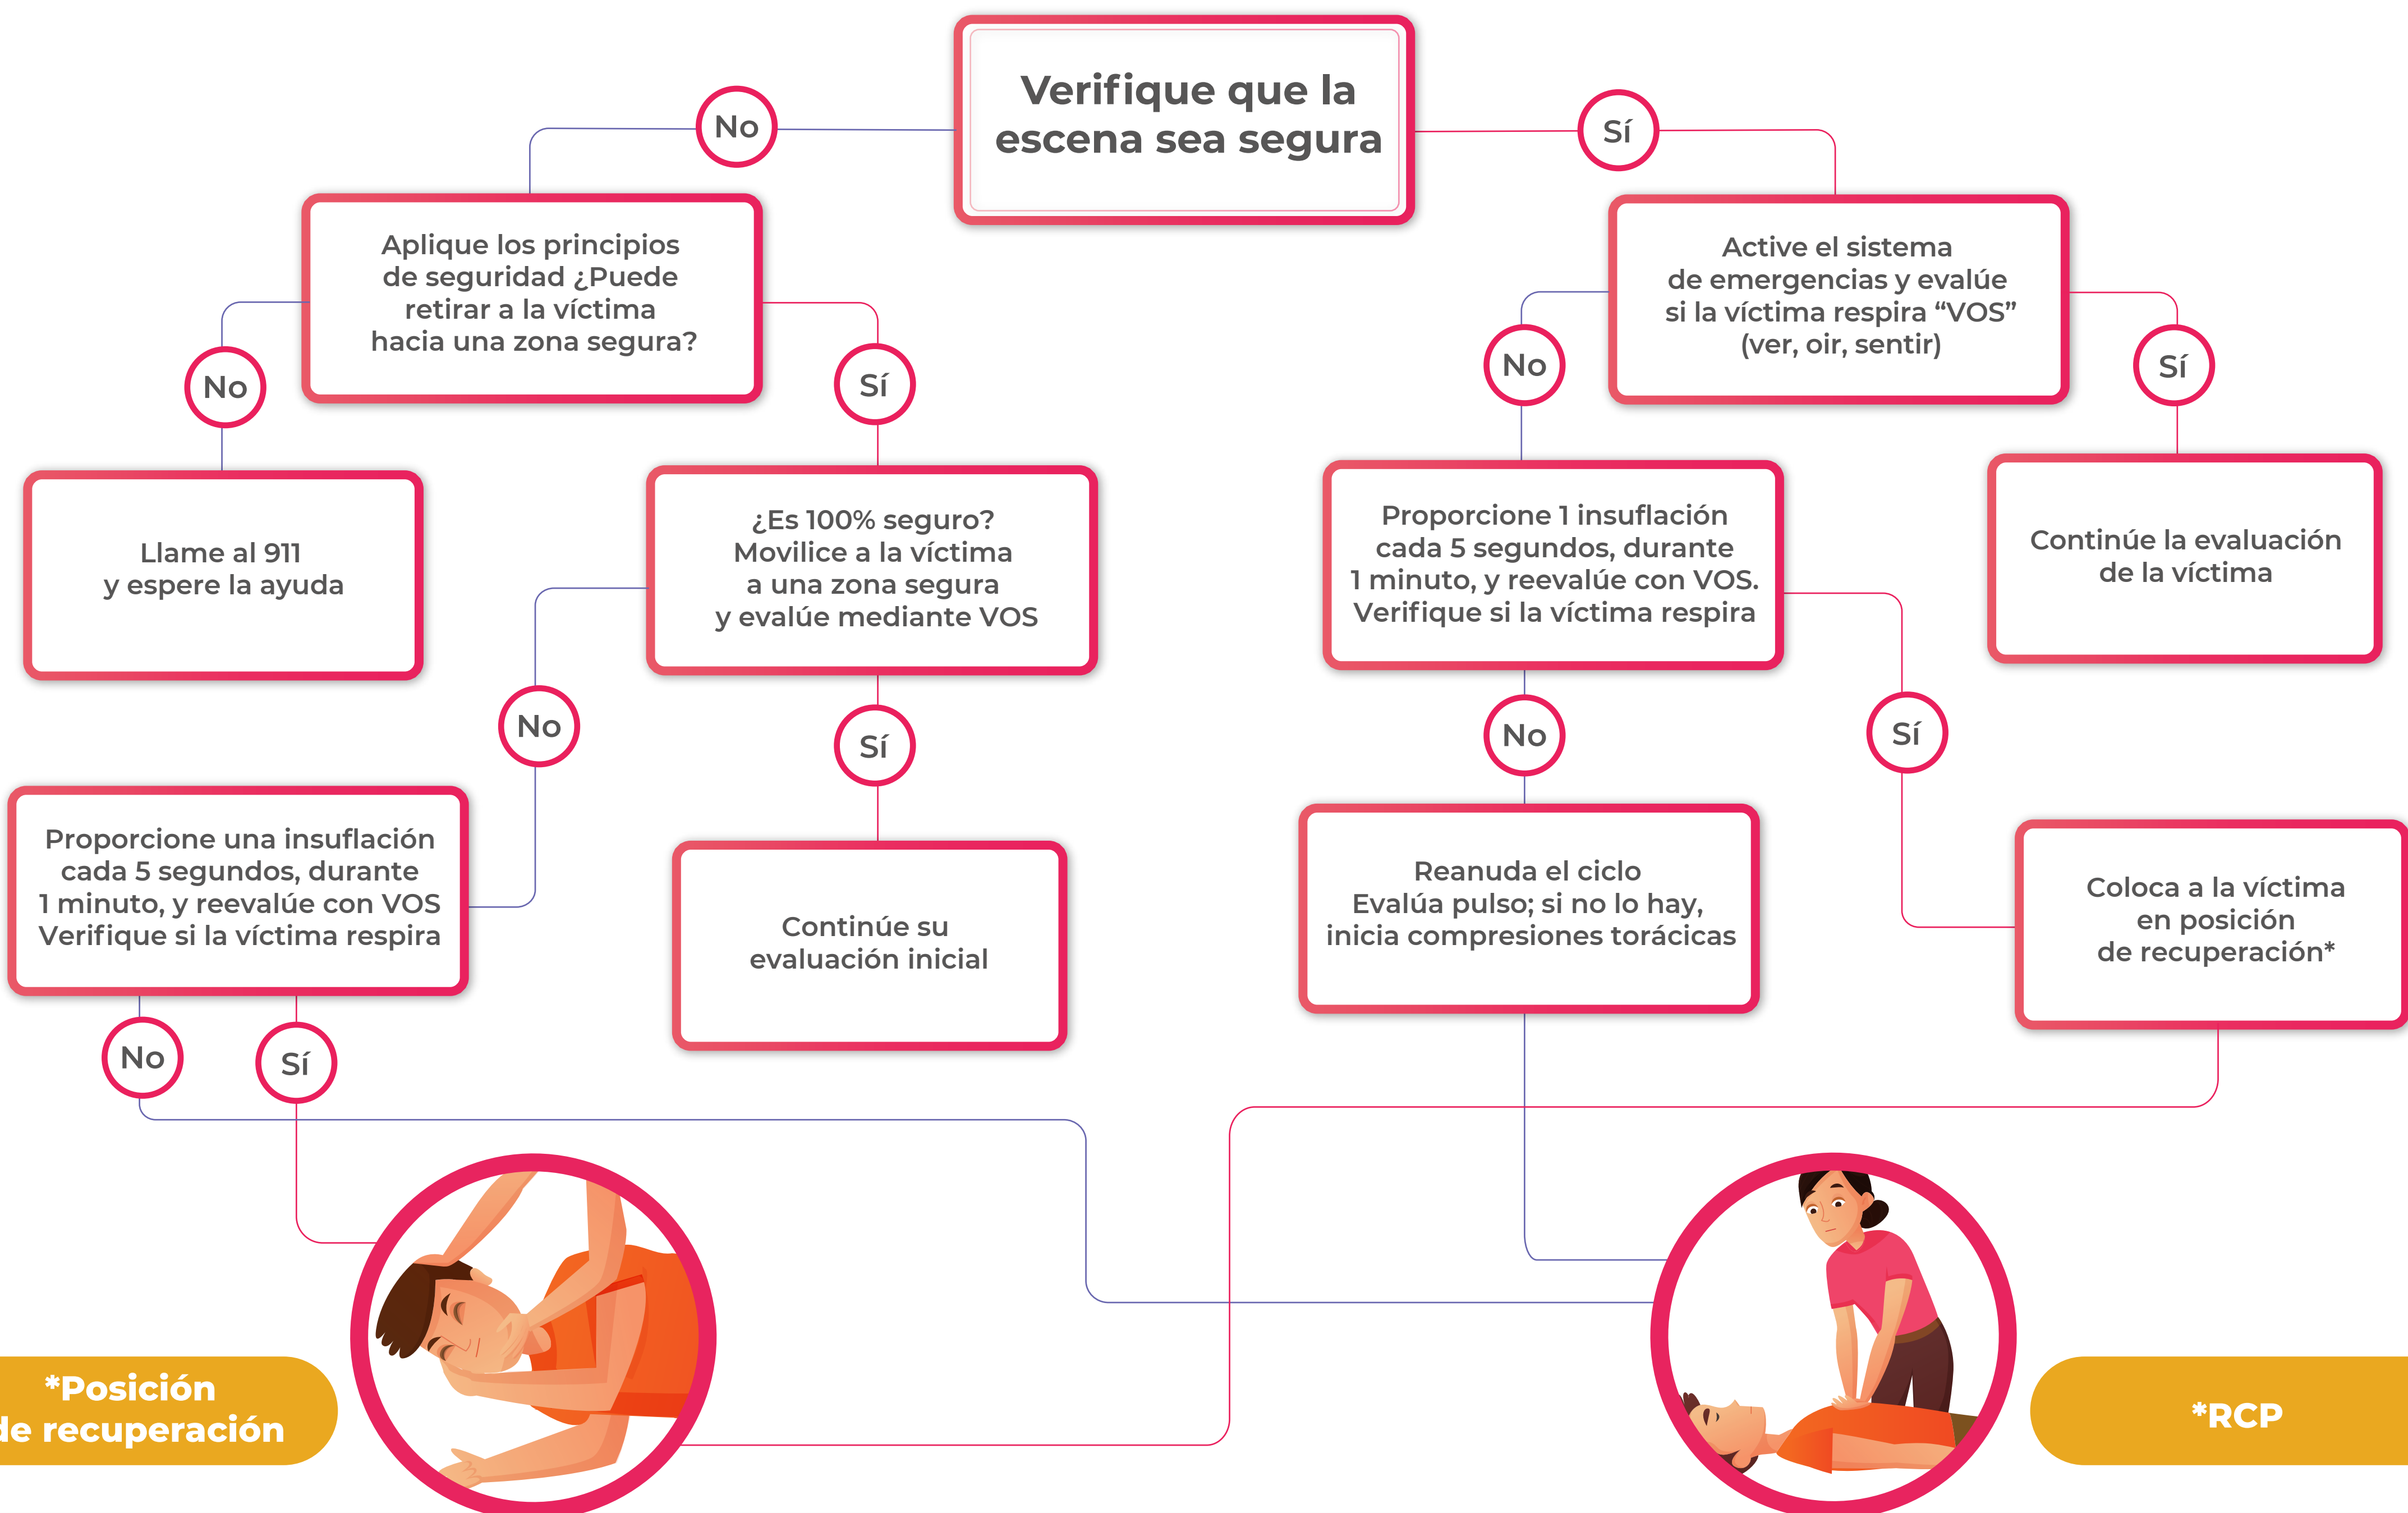 Verifique que la
escena sea segura
No
Sí
Aplique los principios
de seguridad ¿Puede
retirar a la víctima
hacia una zona segura?
Active el sistema
de emergencias y evalúe
si la víctima respira “VOS”
(ver, oir, sentir)
No
Sí
No
Sí
Llame al 911
y espere la ayuda
¿Es 100% seguro?
Movilice a la víctima
a una zona segura
y evalúe mediante VOS
Proporcione 1 insuflación
cada 5 segundos, durante
1 minuto, y reevalúe con VOS.
Verifique si la víctima respira
Continúe la evaluación
de la víctima
No
Sí
No
Sí
Proporcione una insuflación
cada 5 segundos, durante
1 minuto, y reevalúe con VOS
Verifique si la víctima respira
Continúe su
evaluación inicial
Reanuda el ciclo
Evalúa pulso; si no lo hay,
inicia compresiones torácicas
Coloca a la víctima
en posición
de recuperación*
No
Sí
*Posición
de recuperación
*RCP